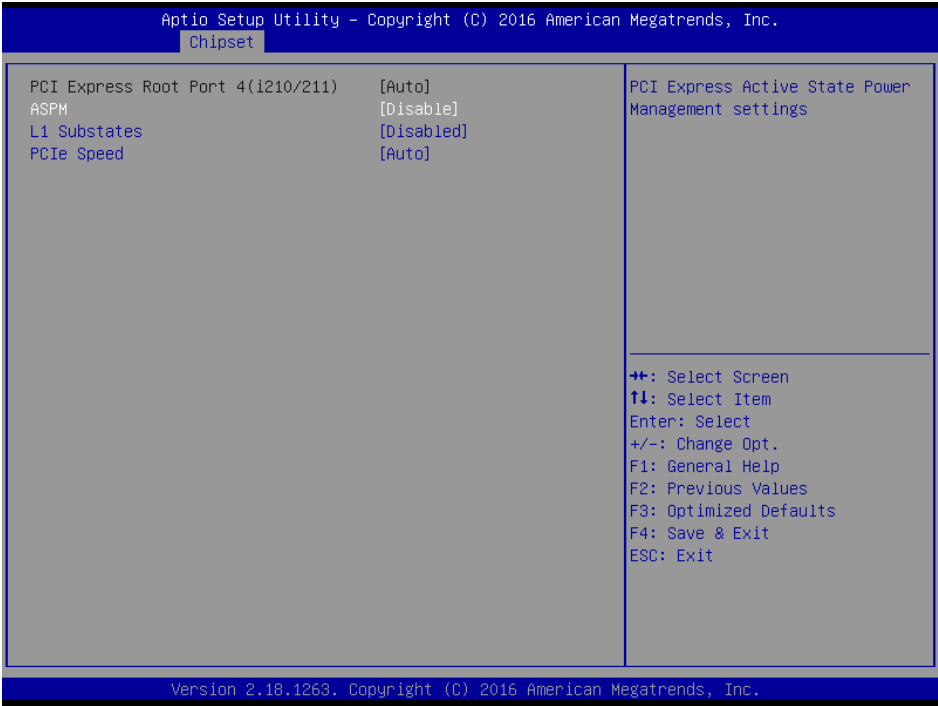 Aptio Setup Utility – Copyright (C) 2016 American Megatrends, Inc.
Chipset
PCI Express Root Port 4(i210/211) [Auto]
ASPM [Disable]
L1 Substates [Disabled]
PCIe Speed [Auto]
PCI Express Active State Power
Management settings
→←: Select Screen
↑↓: Select Item
Enter: Select
+/-: Change Opt.
F1: General Help
F2: Previous Values
F3: Optimized Defaults
F4: Save & Exit
ESC: Exit
Version 2.18.1263. Copyright (C) 2016 American Megatrends, Inc.